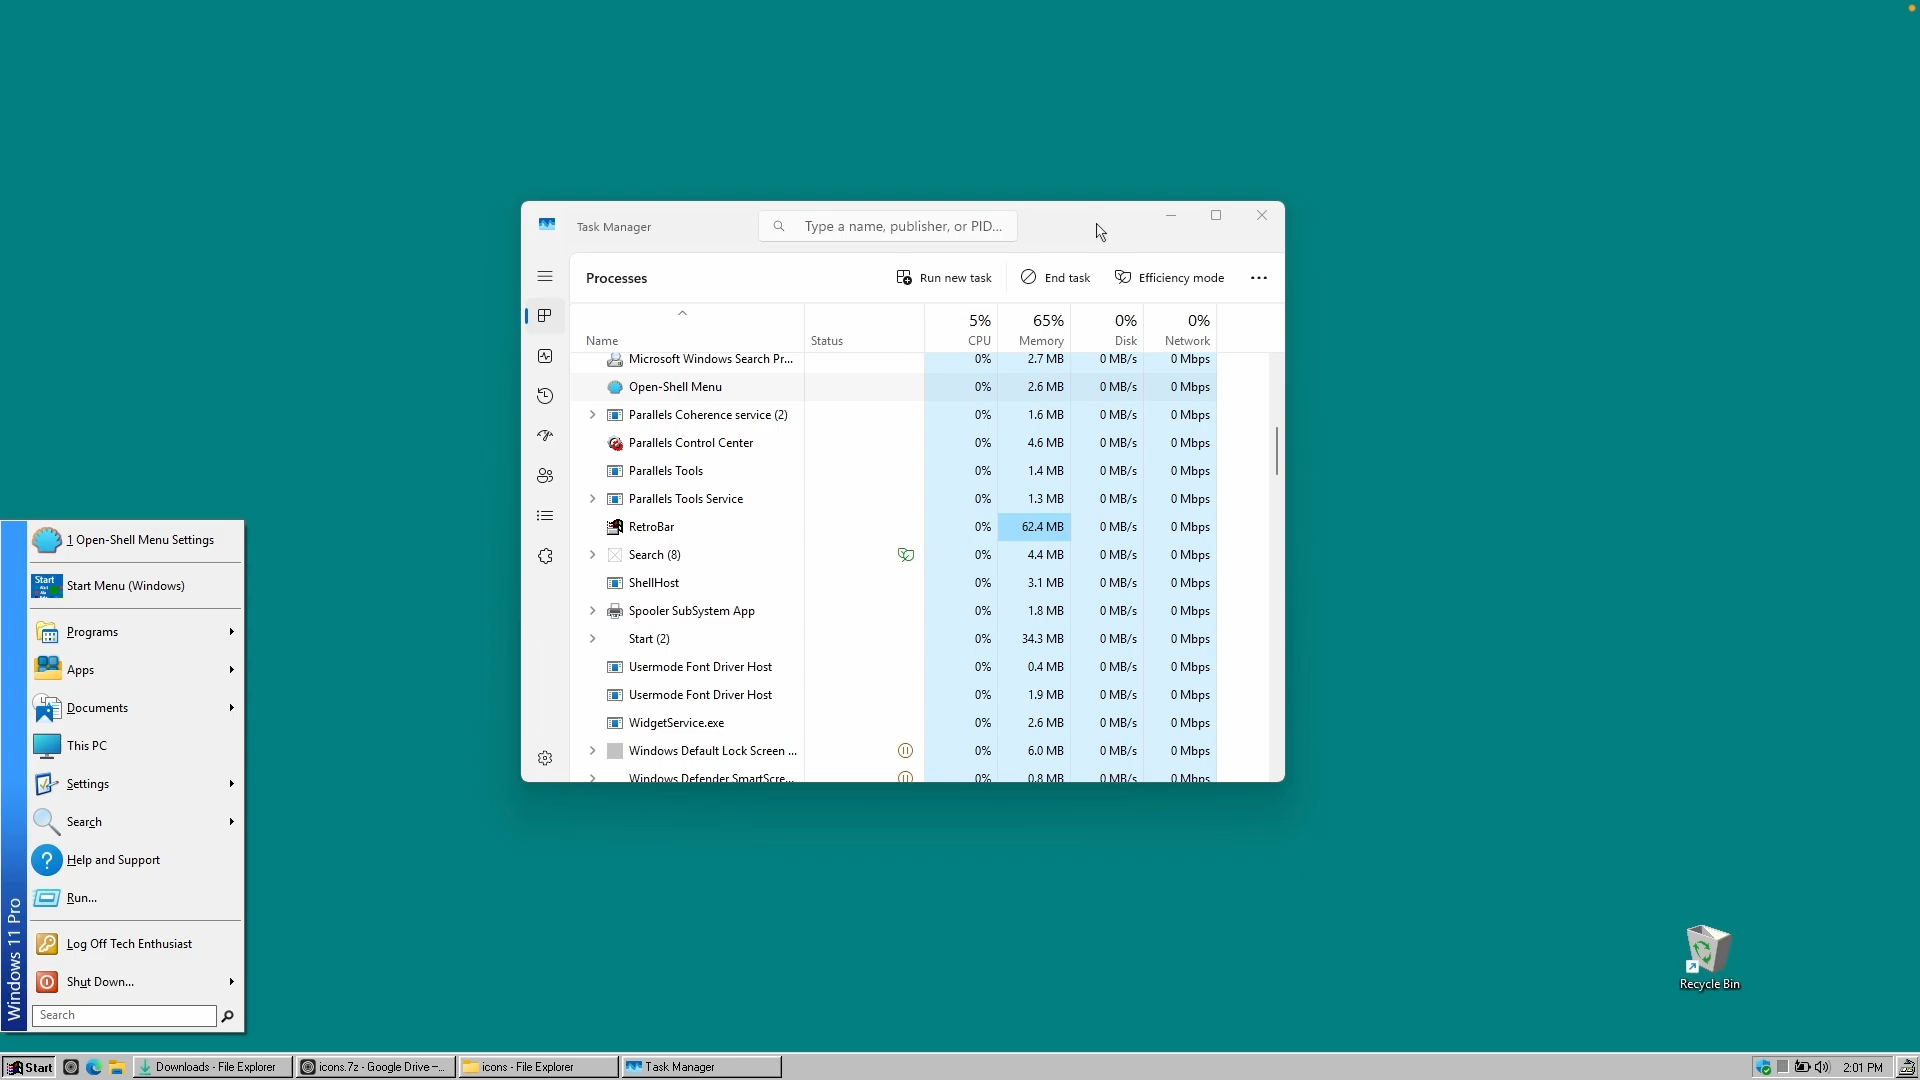 Task Manager
Type a name, publisher, or PID...
Processes
Run new task
End task
Efficiency mode
5% 65% 0% 0%
Name Status CPU Memory Disk Network
Microsoft Windows Search Pr... 0% 2.7 MB 0 MB/s 0 Mbps
Open-Shell Menu 0% 2.6 MB 0 MB/s 0 Mbps
Parallels Coherence service (2) 0% 1.6 MB 0 MB/s 0 Mbps
Parallels Control Center 0% 4.6 MB 0 MB/s 0 Mbps
Parallels Tools 0% 1.4 MB 0 MB/s 0 Mbps
Parallels Tools Service 0% 1.3 MB 0 MB/s 0 Mbps
RetroBar 0% 62.4 MB 0 MB/s 0 Mbps
Search (8) 0% 4.4 MB 0 MB/s 0 Mbps
ShellHost 0% 3.1 MB 0 MB/s 0 Mbps
Spooler SubSystem App 0% 1.8 MB 0 MB/s 0 Mbps
Start (2) 0% 34.3 MB 0 MB/s 0 Mbps
Usermode Font Driver Host 0% 0.4 MB 0 MB/s 0 Mbps
Usermode Font Driver Host 0% 1.9 MB 0 MB/s 0 Mbps
WidgetService.exe 0% 2.6 MB 0 MB/s 0 Mbps
Windows Default Lock Screen ... 0% 6.0 MB 0 MB/s 0 Mbps
Windows Defender SmartScre... 0% 0.8 MB 0 MB/s 0 Mbps
1 Open-Shell Menu Settings
Start
Start Menu (Windows)
Programs
Apps
Documents
This PC
Settings
Search
Help and Support
Run...
Log Off Tech Enthusiast
Shut Down...
Search
Windows 11 Pro
Recycle Bin
Start
Downloads - File Explorer
icons.7z - Google Drive —...
icons - File Explorer
Task Manager
2:01 PM